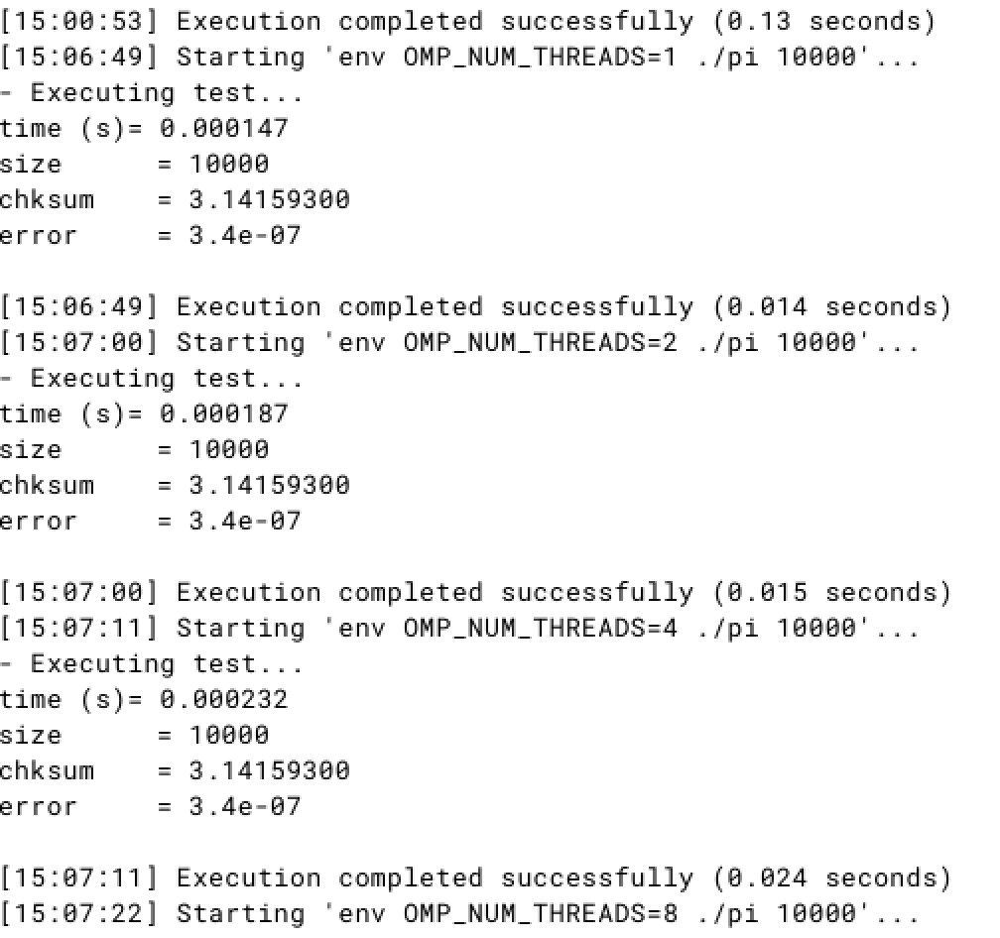 [15:00:53] Execution completed successfully (0.13 seconds)
[15:06:49] Starting 'env OMP_NUM_THREADS=1 ./pi 10000'...
- Executing test...
time (s)= 0.000147
size      = 10000
chksum    = 3.14159300
error     = 3.4e-07

[15:06:49] Execution completed successfully (0.014 seconds)
[15:07:00] Starting 'env OMP_NUM_THREADS=2 ./pi 10000'...
- Executing test...
time (s)= 0.000187
size      = 10000
chksum    = 3.14159300
error     = 3.4e-07

[15:07:00] Execution completed successfully (0.015 seconds)
[15:07:11] Starting 'env OMP_NUM_THREADS=4 ./pi 10000'...
- Executing test...
time (s)= 0.000232
size      = 10000
chksum    = 3.14159300
error     = 3.4e-07

[15:07:11] Execution completed successfully (0.024 seconds)
[15:07:22] Starting 'env OMP_NUM_THREADS=8 ./pi 10000'...